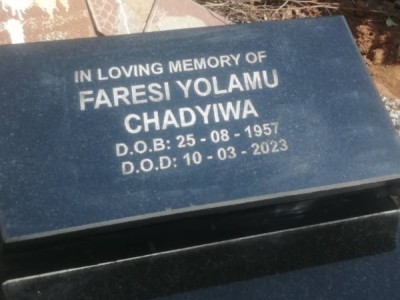 IN LOVING MEMORY OF
FARESI YOLAMU
CHADYIWA
D.O.B: 25 - 08 - 1957
D.O.D: 10 - 03 - 2023